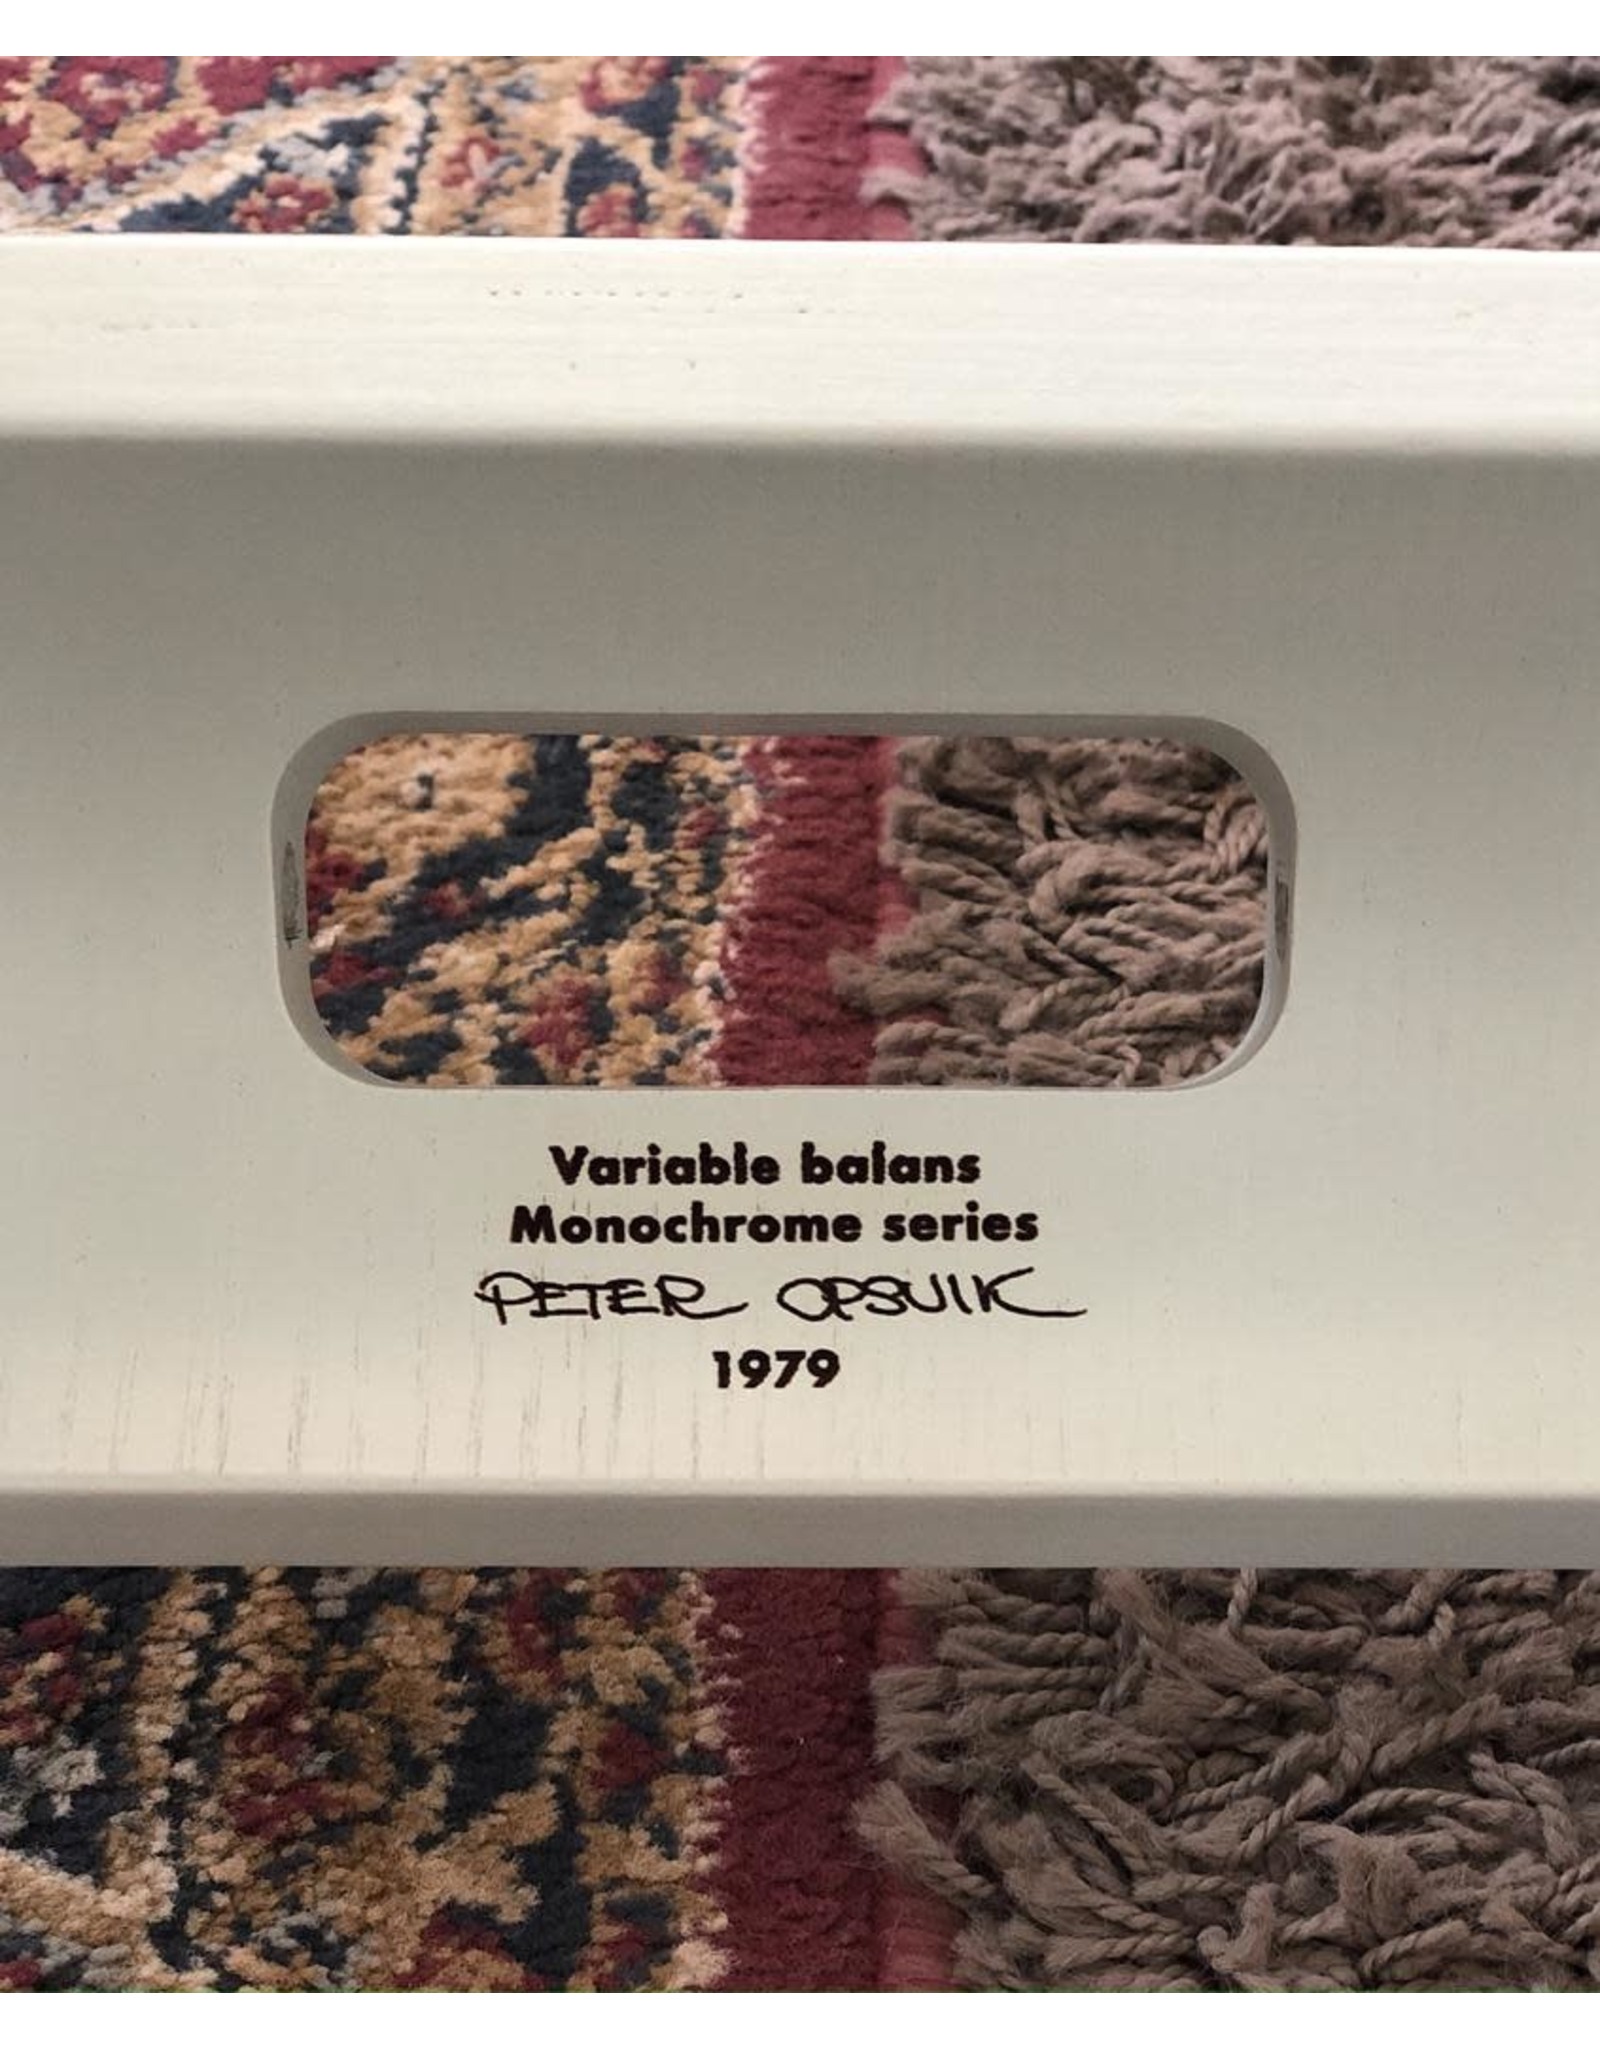 Variable balans
Monochrome series
PETER OPSVIK
1979